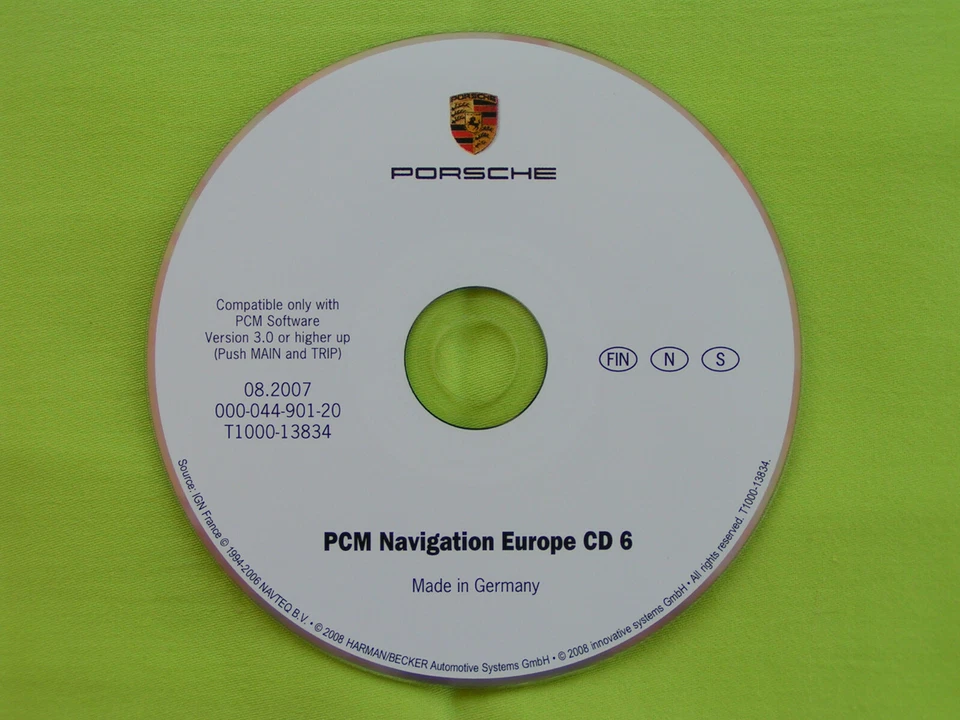 PORSCHE
PORSCHE
Compatible only with
PCM Software
Version 3.0 or higher up
(Push MAIN and TRIP)
08.2007
000-044-901-20
T1000-13834
FIN N S
PCM Navigation Europe CD 6
Made in Germany
Source: IGN France © 1994-2006 NAVTEQ B.V. • © 2008 HARMAN/BECKER Automotive Systems GmbH • © 2008 innovative systems GmbH • All rights reserved. T1000-13834.